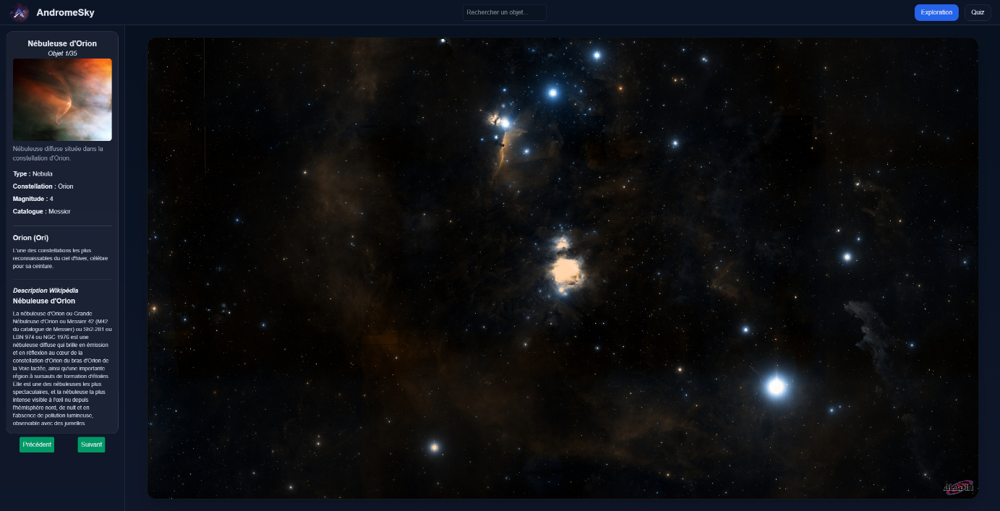 AndromeSky
Rechercher un objet...
Exploration
Quiz
Nébuleuse d'Orion
Objet 1/35
Nébuleuse diffuse située dans la
constellation d'Orion.
Type : Nebula
Constellation : Orion
Magnitude : 4
Catalogue : Messier
Orion (Ori)
L'une des constellations les plus
reconnaissables du ciel d'hiver, célèbre
pour sa ceinture.
Description Wikipédia
Nébuleuse d'Orion
La nébuleuse d'Orion ou Grande
Nébuleuse d'Orion ou Messier 42 (M42
du catalogue de Messier) ou Sh2-281 ou
LBN 974 ou NGC 1976 est une
nébuleuse diffuse qui brille en émission
et en réflexion au cœur de la
constellation d'Orion du bras d'Orion de
la Voie lactée, ainsi qu'une importante
région à sursauts de formation d'étoiles.
Elle est une des nébuleuses les plus
spectaculaires, et la nébuleuse la plus
intense visible à l'œil nu depuis
l'hémisphère nord, de nuit et en
l'absence de pollution lumineuse,
observable avec des jumelles.
Précédent
Suivant
ALADIN